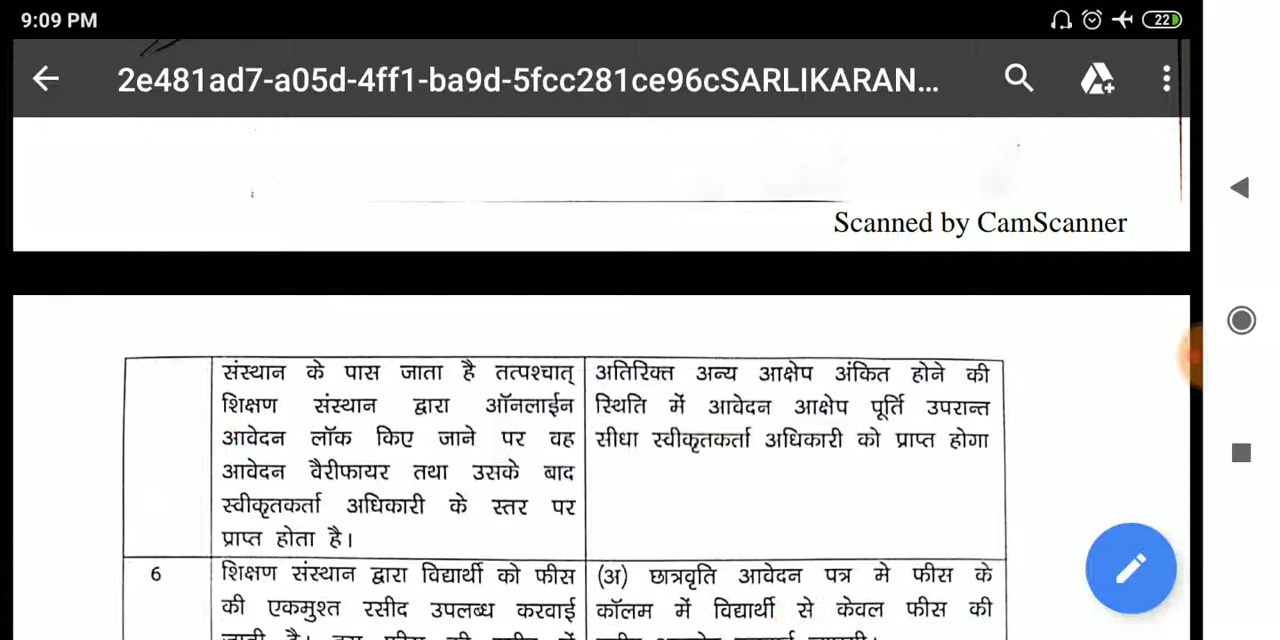 9:09 PM
22
2e481ad7-a05d-4ff1-ba9d-5fcc281ce96cSARLIKARAN...
Scanned by CamScanner
संस्थान के पास जाता है तत्पश्चात्
शिक्षण संस्थान द्वारा ऑनलाईन
आवेदन लॉक किए जाने पर वह
आवेदन वैरीफायर तथा उसके बाद
स्वीकृतकर्ता अधिकारी के स्तर पर
प्राप्त होता है।
अतिरिक्त अन्य आक्षेप अंकित होने की
स्थिति में आवेदन आक्षेप पूर्ति उपरान्त
सीधा स्वीकृतकर्ता अधिकारी को प्राप्त होगा
6
शिक्षण संस्थान द्वारा विद्यार्थी को फीस
की एकमुश्त रसीद उपलब्ध करवाई
(अ) छात्रवृति आवेदन पत्र मे फीस के
कॉलम में विद्यार्थी से केवल फीस की